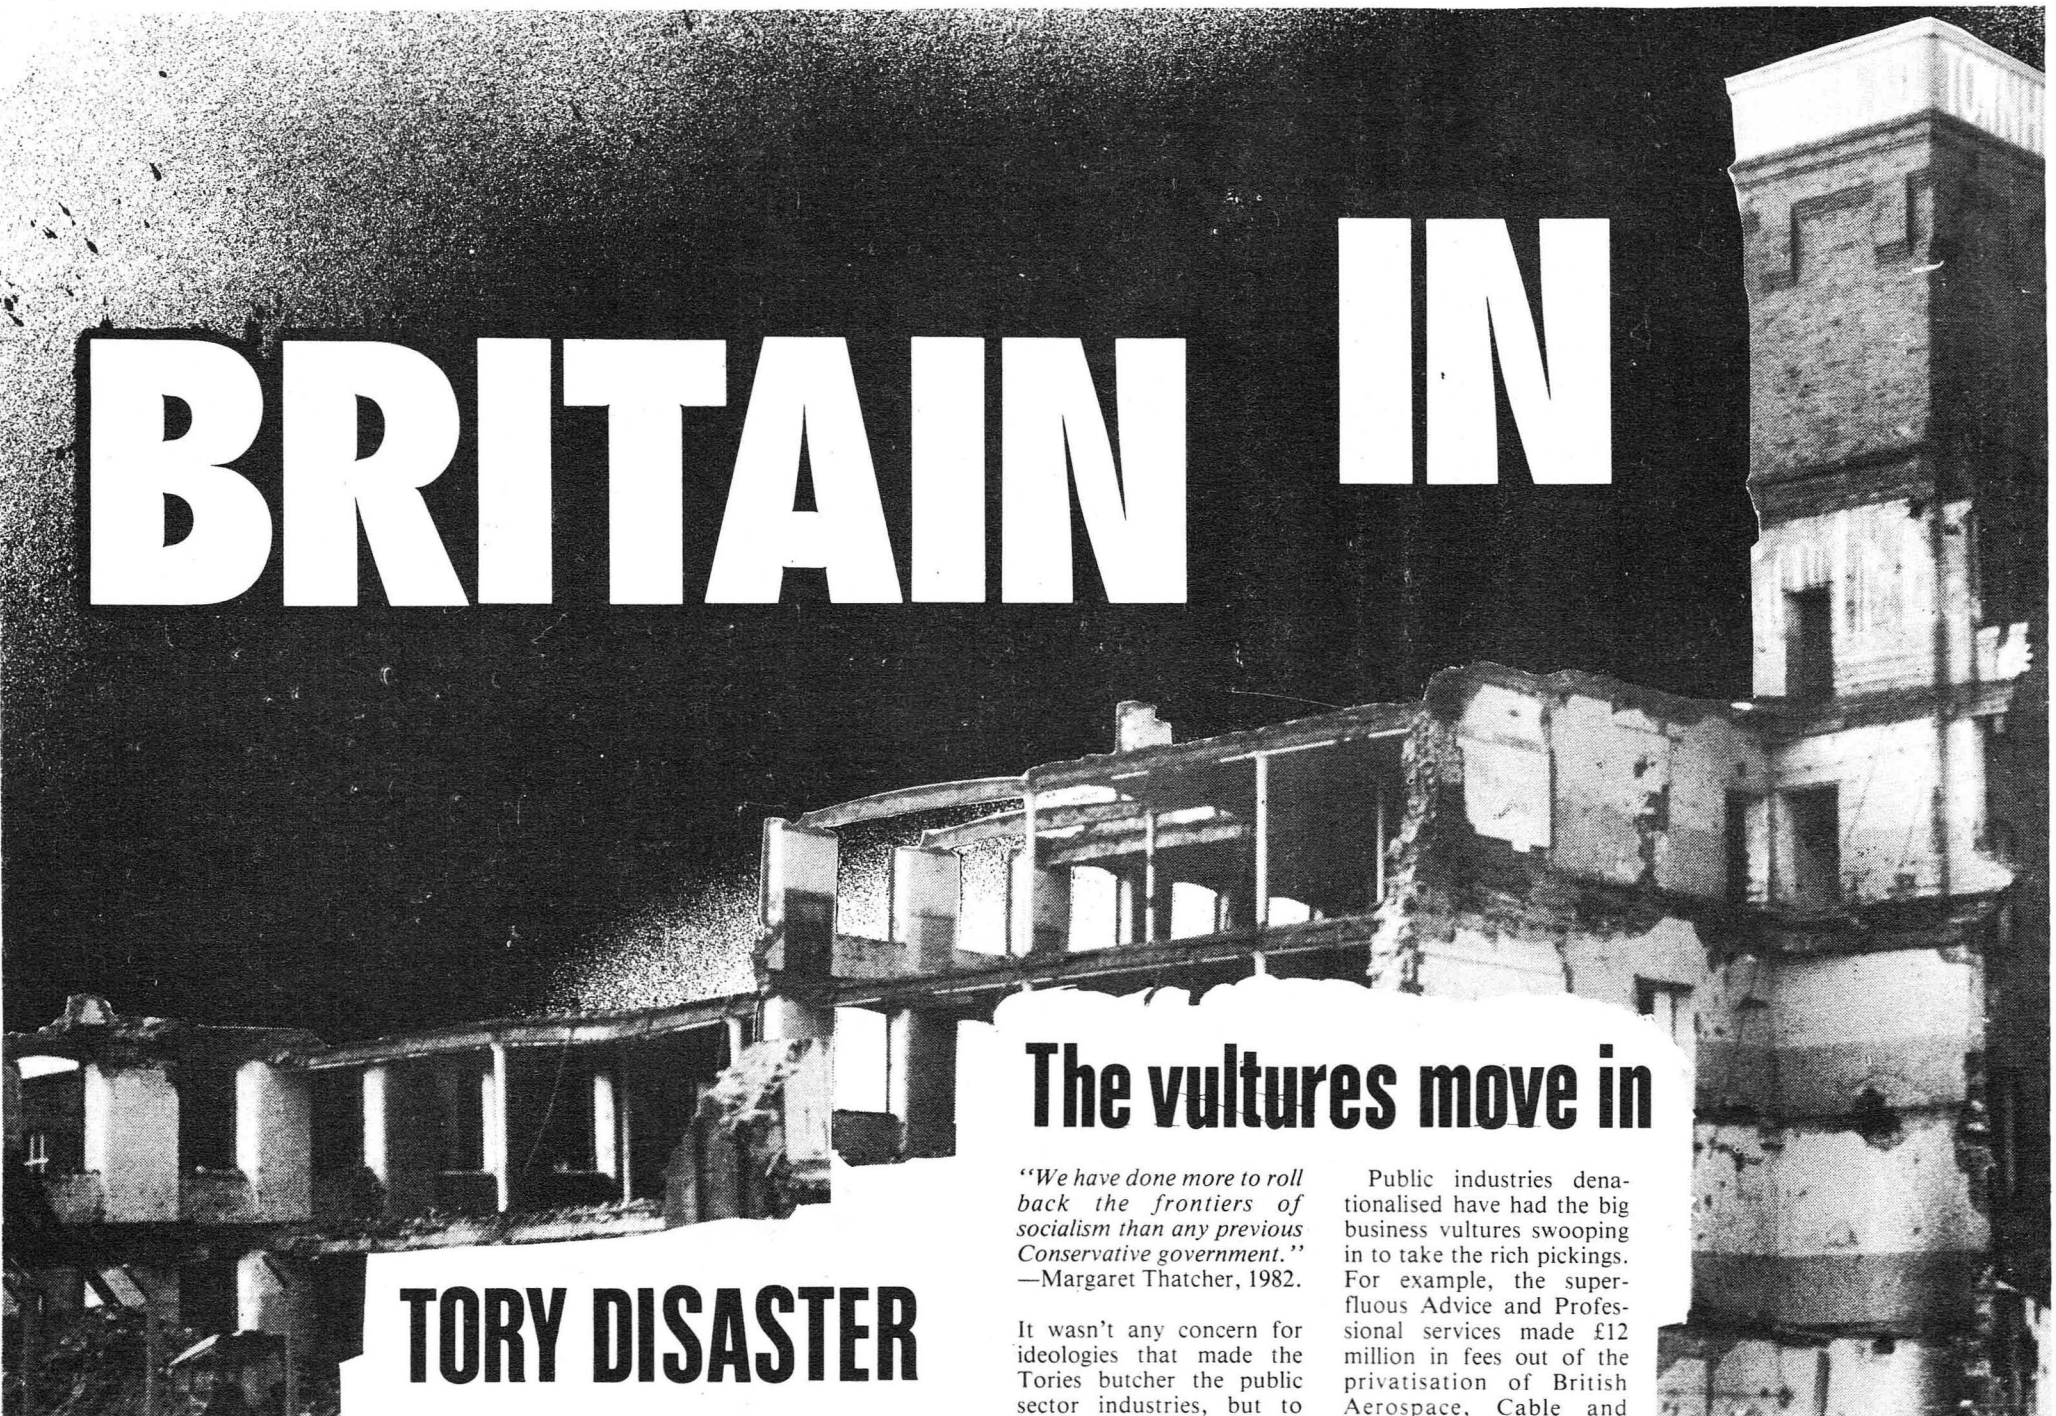 BRITAIN IN
TORY DISASTER
The vultures move in
“We have done more to roll
back the frontiers of
socialism than any previous
Conservative government.”
—Margaret Thatcher, 1982.
It wasn't any concern for
ideologies that made the
Tories butcher the public
sector industries, but to
Public industries dena-
tionalised have had the big
business vultures swooping
in to take the rich pickings.
For example, the super-
fluous Advice and Profes-
sional services made £12
million in fees out of the
privatisation of British
Aerospace, Cable and